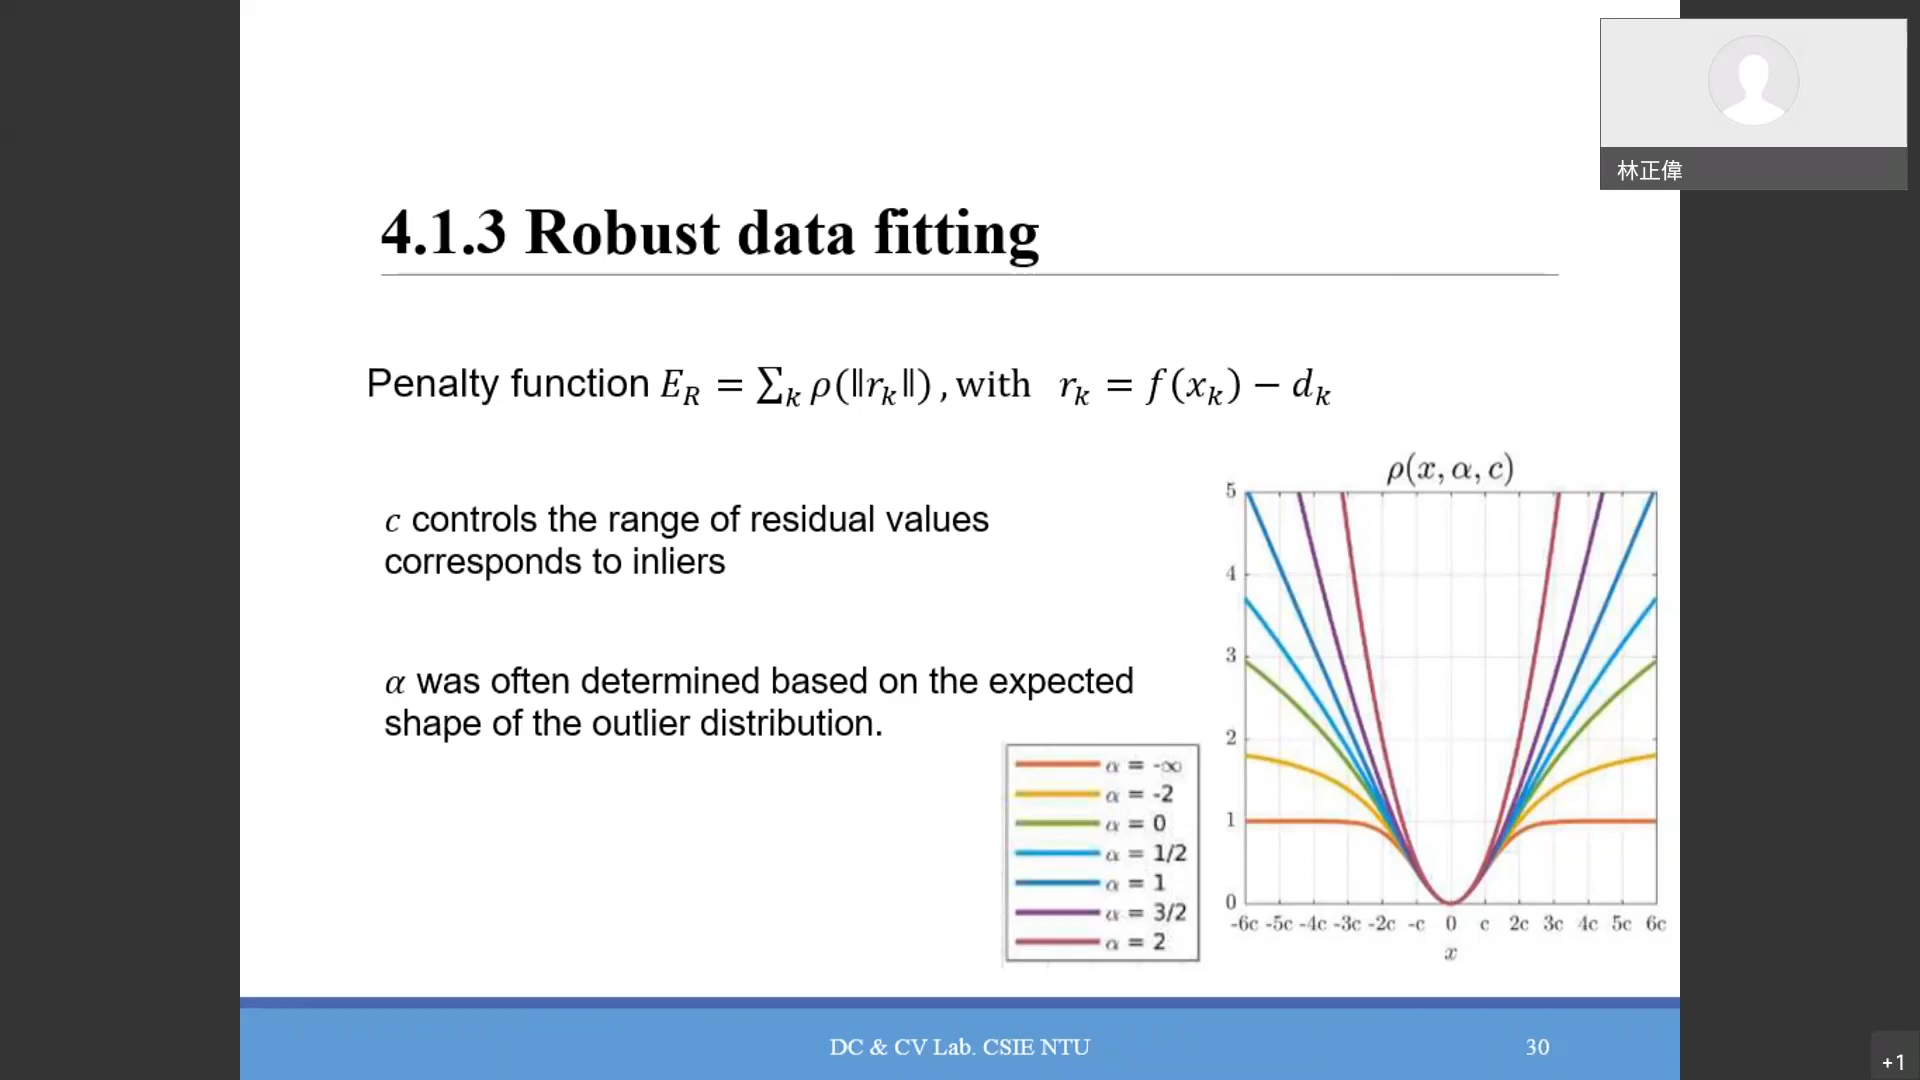 林正偉
4.1.3 Robust data fitting
Penalty function E_R = ∑_k ρ(‖r_k‖) , with r_k = f(x_k) − d_k
c controls the range of residual values
corresponds to inliers
α was often determined based on the expected
shape of the outlier distribution.
α = -∞
α = -2
α = 0
α = 1/2
α = 1
α = 3/2
α = 2
ρ(x, α, c)
5
4
3
2
1
0
-6c -5c -4c -3c -2c -c 0 c 2c 3c 4c 5c 6c
x
DC & CV Lab. CSIE NTU
30
+1